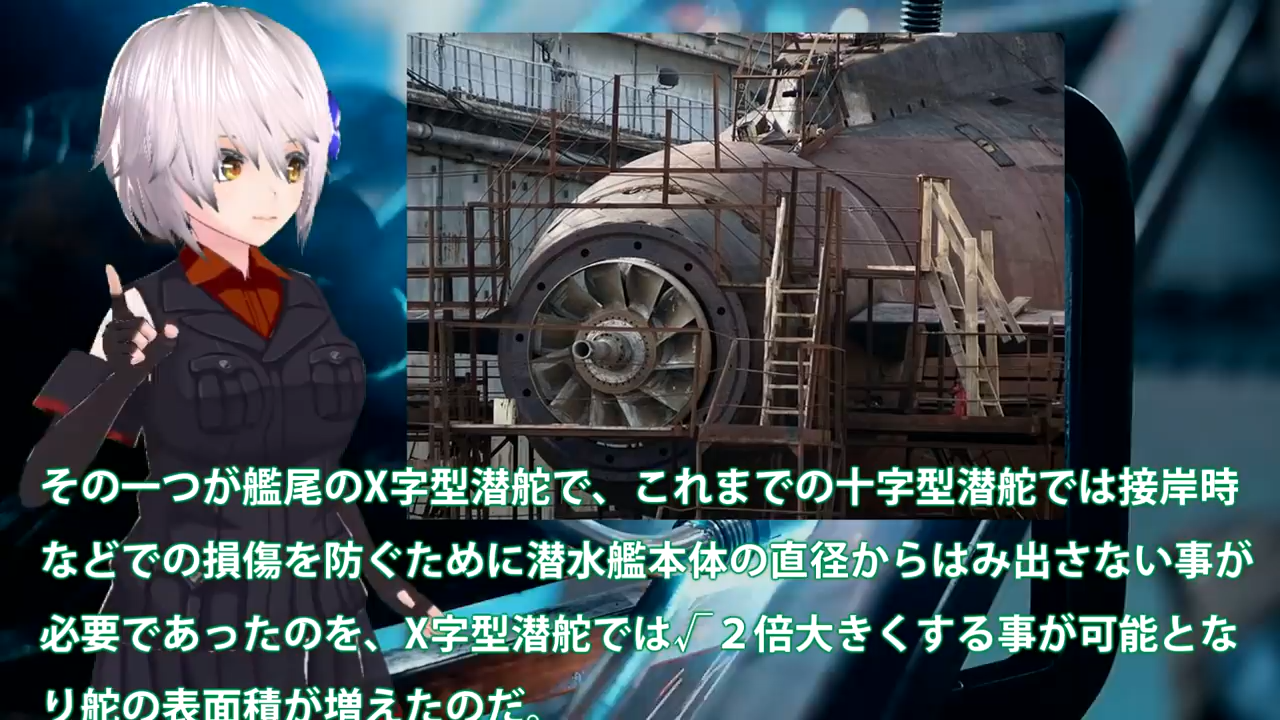 その一つが艦尾のX字型潜舵で、これまでの十字型潜舵では接岸時
などでの損傷を防ぐために潜水艦本体の直径からはみ出さない事が
必要であったのを、X字型潜舵では√２倍大きくする事が可能とな
り舵の表面積が増えたのだ。